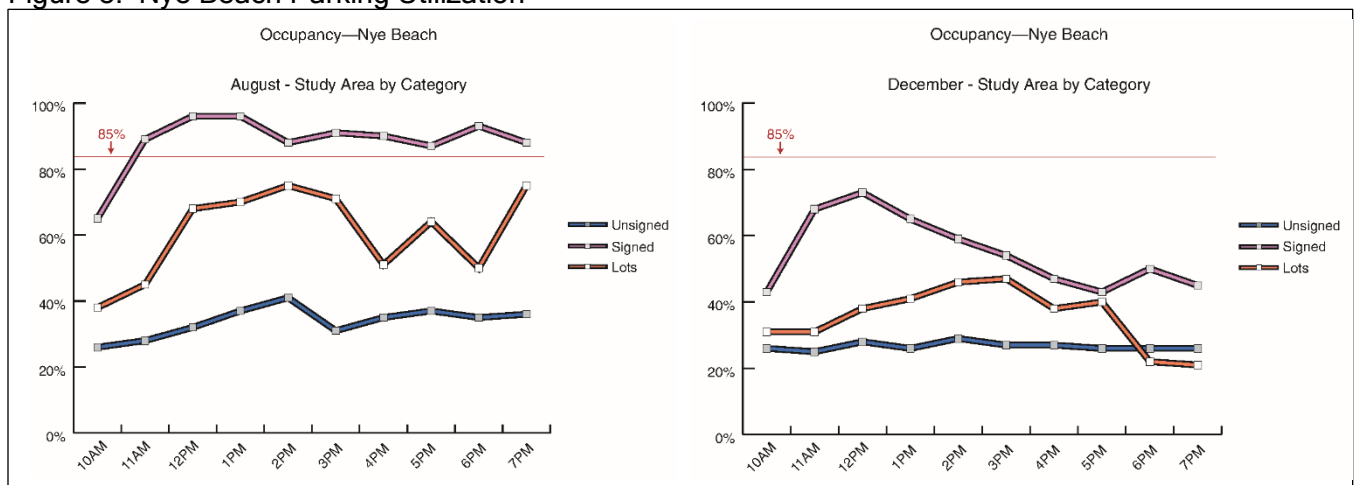 Figure 3: Nye Beach Parking Utilization
Occupancy—Nye Beach
August - Study Area by Category
100%
85%
80%
60%
40%
20%
0%
10AM
11AM
12PM
1PM
2PM
3PM
4PM
5PM
6PM
7PM
Unsigned
Signed
Lots
Occupancy—Nye Beach
December - Study Area by Category
100%
85%
80%
60%
40%
20%
0%
10AM
11AM
12PM
1PM
2PM
3PM
4PM
5PM
6PM
7PM
Unsigned
Signed
Lots